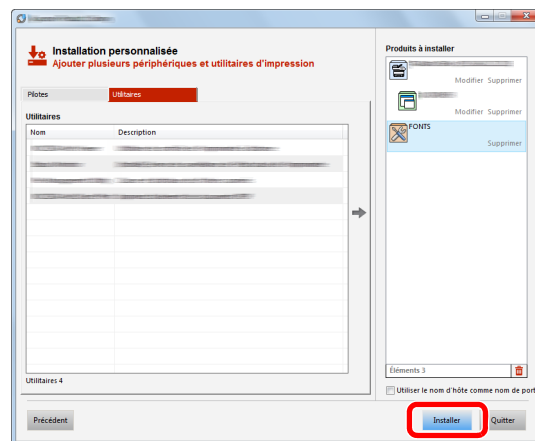 Installation personnalisée
Ajouter plusieurs périphériques et utilitaires d'impression
Pilotes
Utilitaires
Utilitaires
Nom
Description
Utilitaires 4
Produits à installer
Modifier Supprimer
Modifier Supprimer
FONTS
Supprimer
Éléments 3
Utiliser le nom d'hôte comme nom de port
Précédent
Installer
Quitter